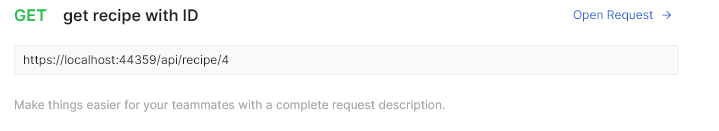 GET get recipe with ID Open Request →
https://localhost:44359/api/recipe/4
Make things easier for your teammates with a complete request description.